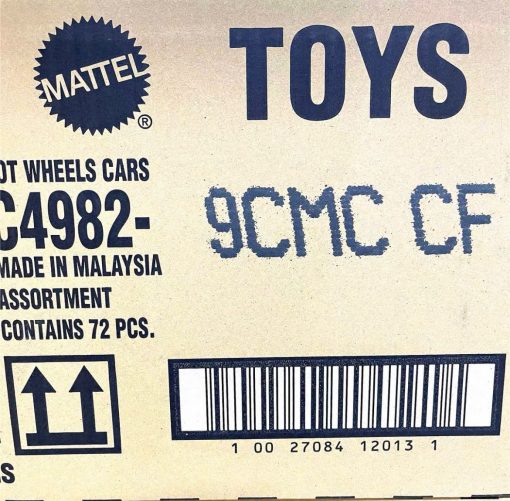 MATTEL
®
TOYS
OT WHEELS CARS
C4982-
9CMC CF
MADE IN MALAYSIA
ASSORTMENT
CONTAINS 72 PCS.
1 00 27084 12013 1
S